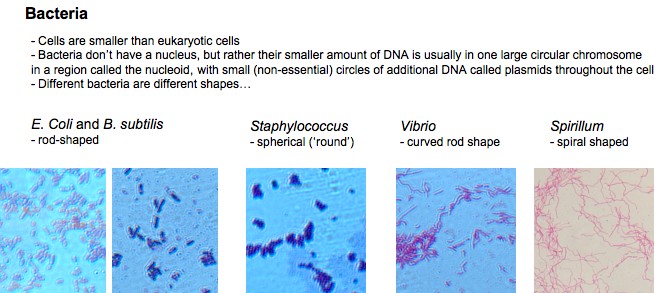 Bacteria
- Cells are smaller than eukaryotic cells
- Bacteria don't have a nucleus, but rather their smaller amount of DNA is usually in one large circular chromosome
in a region called the nucleoid, with small (non-essential) circles of additional DNA called plasmids throughout the cell
- Different bacteria are different shapes…
E. Coli and B. subtilis
- rod-shaped
Staphylococcus
- spherical ('round')
Vibrio
- curved rod shape
Spirillum
- spiral shaped